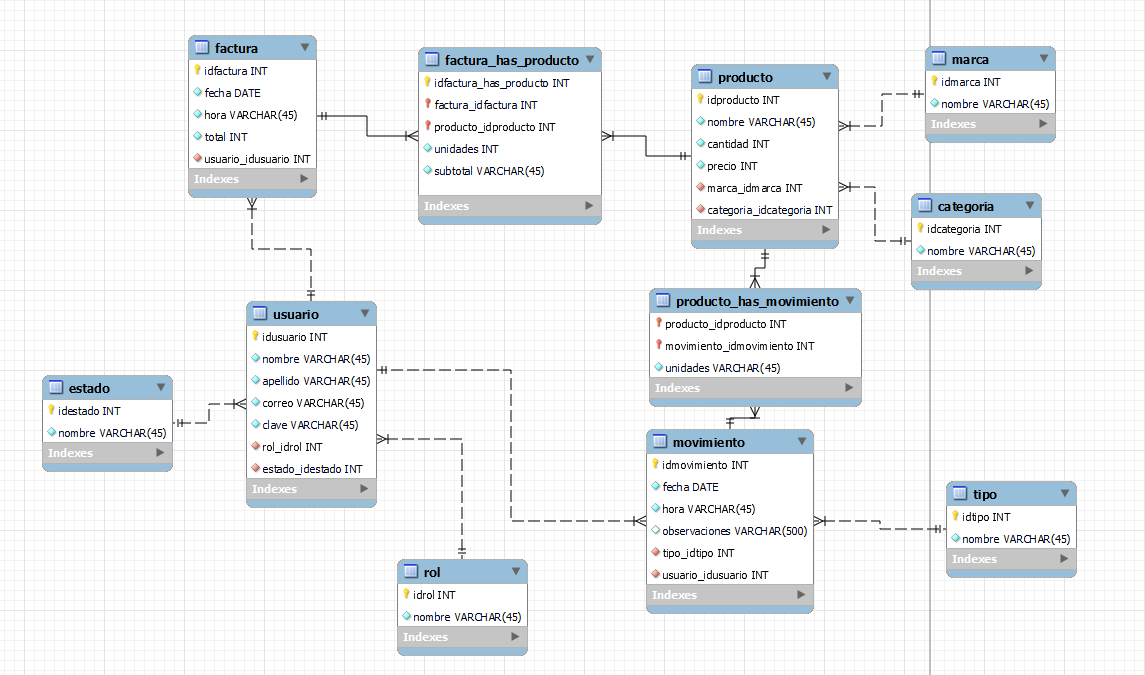 factura
idfactura INT
fecha DATE
hora VARCHAR(45)
total INT
usuario_idusuario INT
Indexes
factura_has_producto
idfactura_has_producto INT
factura_idfactura INT
producto_idproducto INT
unidades INT
subtotal VARCHAR(45)
Indexes
producto
idproducto INT
nombre VARCHAR(45)
cantidad INT
precio INT
marca_idmarca INT
categoria_idcategoria INT
Indexes
marca
idmarca INT
nombre VARCHAR(45)
Indexes
categoria
idcategoria INT
nombre VARCHAR(45)
Indexes
usuario
idusuario INT
nombre VARCHAR(45)
apellido VARCHAR(45)
correo VARCHAR(45)
clave VARCHAR(45)
rol_idrol INT
estado_idestado INT
Indexes
producto_has_movimiento
producto_idproducto INT
movimiento_idmovimiento INT
unidades VARCHAR(45)
Indexes
estado
idestado INT
nombre VARCHAR(45)
Indexes
movimiento
idmovimiento INT
fecha DATE
hora VARCHAR(45)
observaciones VARCHAR(500)
tipo_idtipo INT
usuario_idusuario INT
Indexes
tipo
idtipo INT
nombre VARCHAR(45)
Indexes
rol
idrol INT
nombre VARCHAR(45)
Indexes